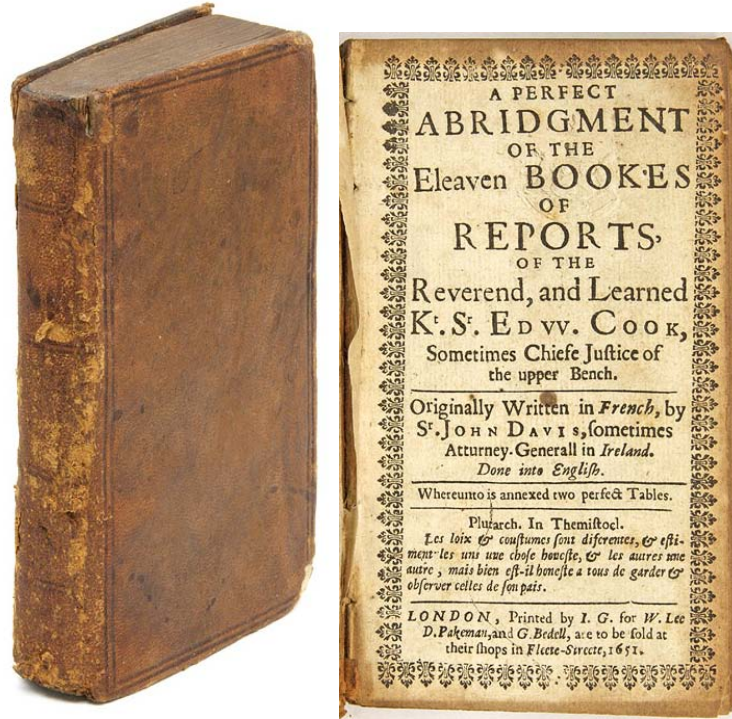 A PERFECT
ABRIDGMENT
OF THE
Eleaven BOOKES
OF
REPORTS,
OF THE
Reverend, and Learned
Kᵗ. Sʳ. EDVV. COOK,
Sometimes Chiefe Juſtice of
the upper Bench.
Originally Written in French, by
Sʳ. JOHN DAVIS, ſometimes
Atturney-Generall in Ireland.
Done into Engliſh.
Whereunto is annexed two perfect Tables.
Plutarch. In Themiſtocl.
Les loix & couſtumes ſont diferentes, & eſti-
ment les uns une choſe honeſte, & les autres une
autre, mais bien eſt-il honeſte a tous de garder &
obſerver celles de ſon pais.
LONDON, Printed by I. G. for W. Lee
D. Pakeman, and G. Bedell, are to be ſold at
their ſhops in Fleete-Streete, 1651.